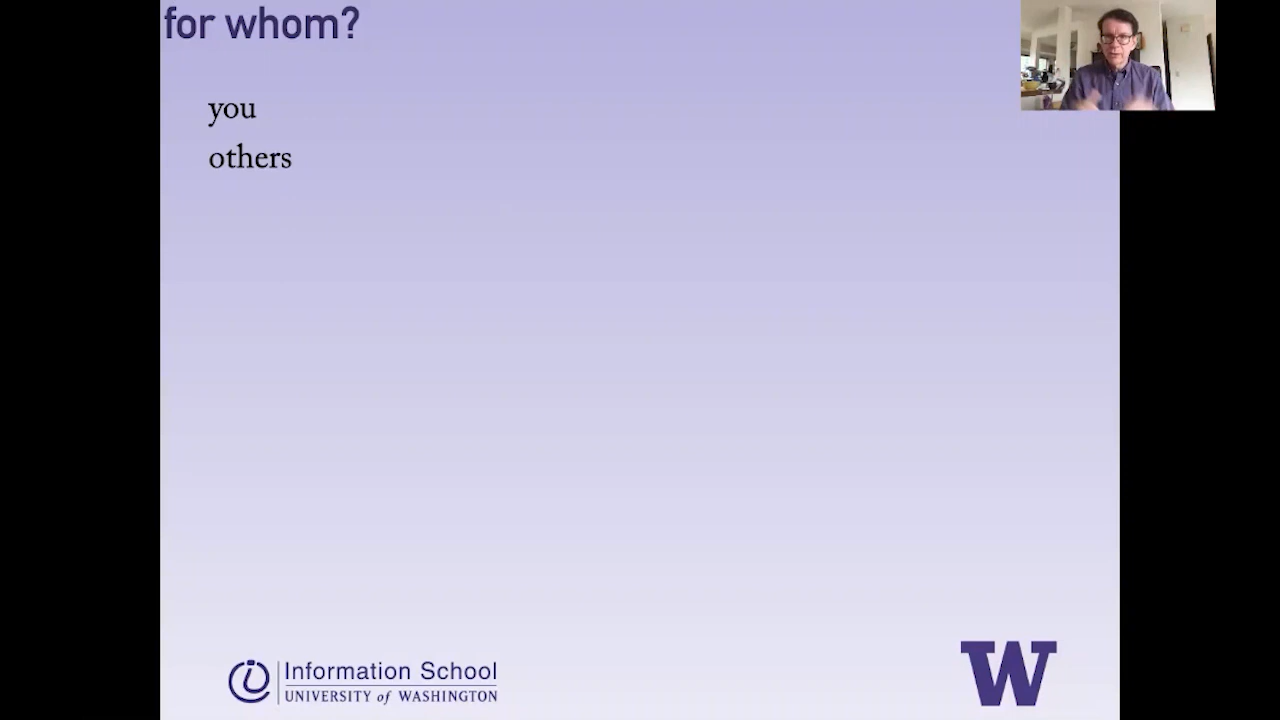 for whom?
you
others
Information School
UNIVERSITY of WASHINGTON
W